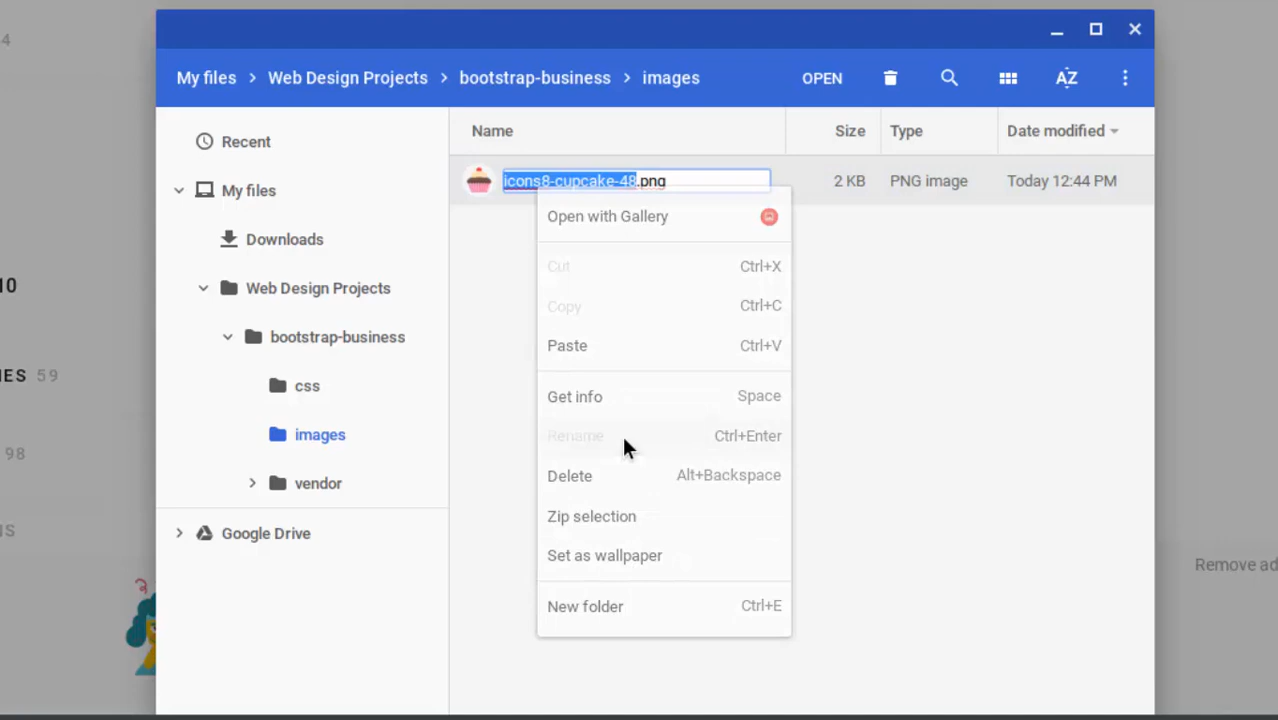 My files > Web Design Projects > bootstrap-business > images OPEN AZ
Name Size Type Date modified
icons8-cupcake-48.png 2 KB PNG image Today 12:44 PM
Recent
My files
Downloads
Web Design Projects
bootstrap-business
css
images
vendor
Google Drive
Open with Gallery
Cut Ctrl+X
Copy Ctrl+C
Paste Ctrl+V
Get info Space
Rename Ctrl+Enter
Delete Alt+Backspace
Zip selection
Set as wallpaper
New folder Ctrl+E
59
98
Remove ad